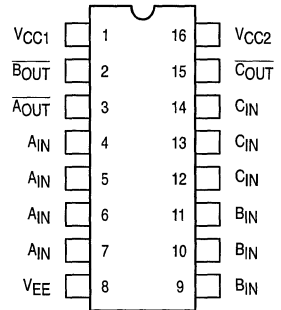 VCC1 1 16 VCC2
BOUT 2 15 COUT
AOUT 3 14 CIN
AIN 4 13 CIN
AIN 5 12 CIN
AIN 6 11 BIN
AIN 7 10 BIN
VEE 8 9 BIN